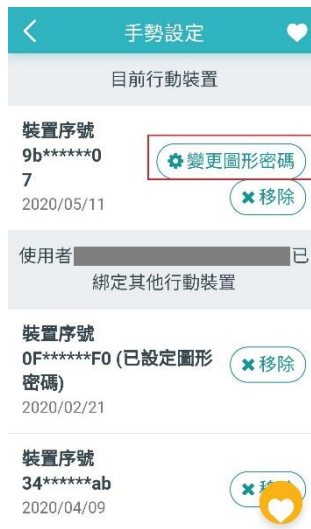 手勢設定
目前行動裝置
裝置序號
9b******0
7
變更圖形密碼
2020/05/11
移除
使用者
已
綁定其他行動裝置
裝置序號
0F******F0 (已設定圖形
密碼)
移除
2020/02/21
裝置序號
34******ab
2020/04/09